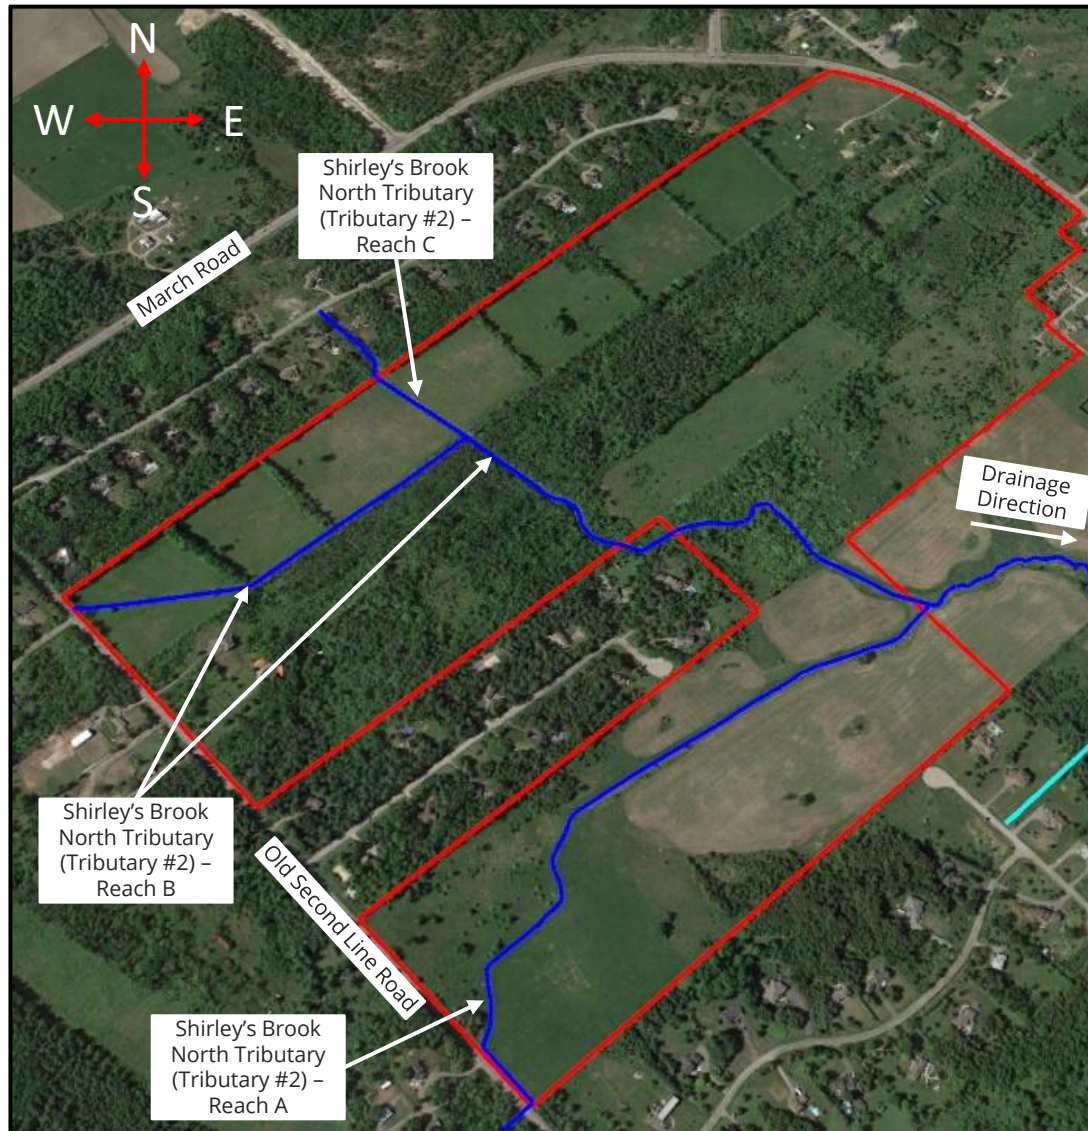 N
W E
S
Shirley's Brook
North Tributary
(Tributary #2) –
Reach C
March Road
Drainage
Direction
Shirley's Brook
North Tributary
(Tributary #2) –
Reach B
Old Second Line Road
Shirley's Brook
North Tributary
(Tributary #2) –
Reach A